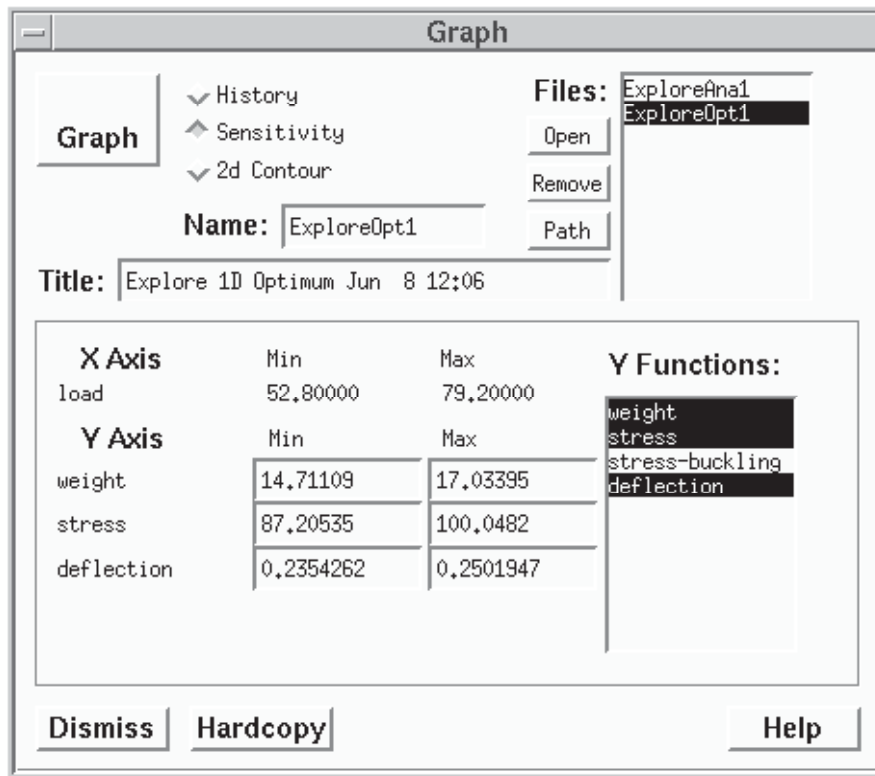 Graph
Graph
History
Sensitivity
2d Contour
Files:
Open
Remove
Path
ExploreAna1
ExploreOpt1
Name: ExploreOpt1
Title: Explore 1D Optimum Jun 8 12:06
X Axis Min Max
load 52.80000 79.20000
Y Axis Min Max
weight 14.71109 17.03395
stress 87.20535 100.0482
deflection 0.2354262 0.2501947
Y Functions:
weight
stress
stress-buckling
deflection
Dismiss Hardcopy Help